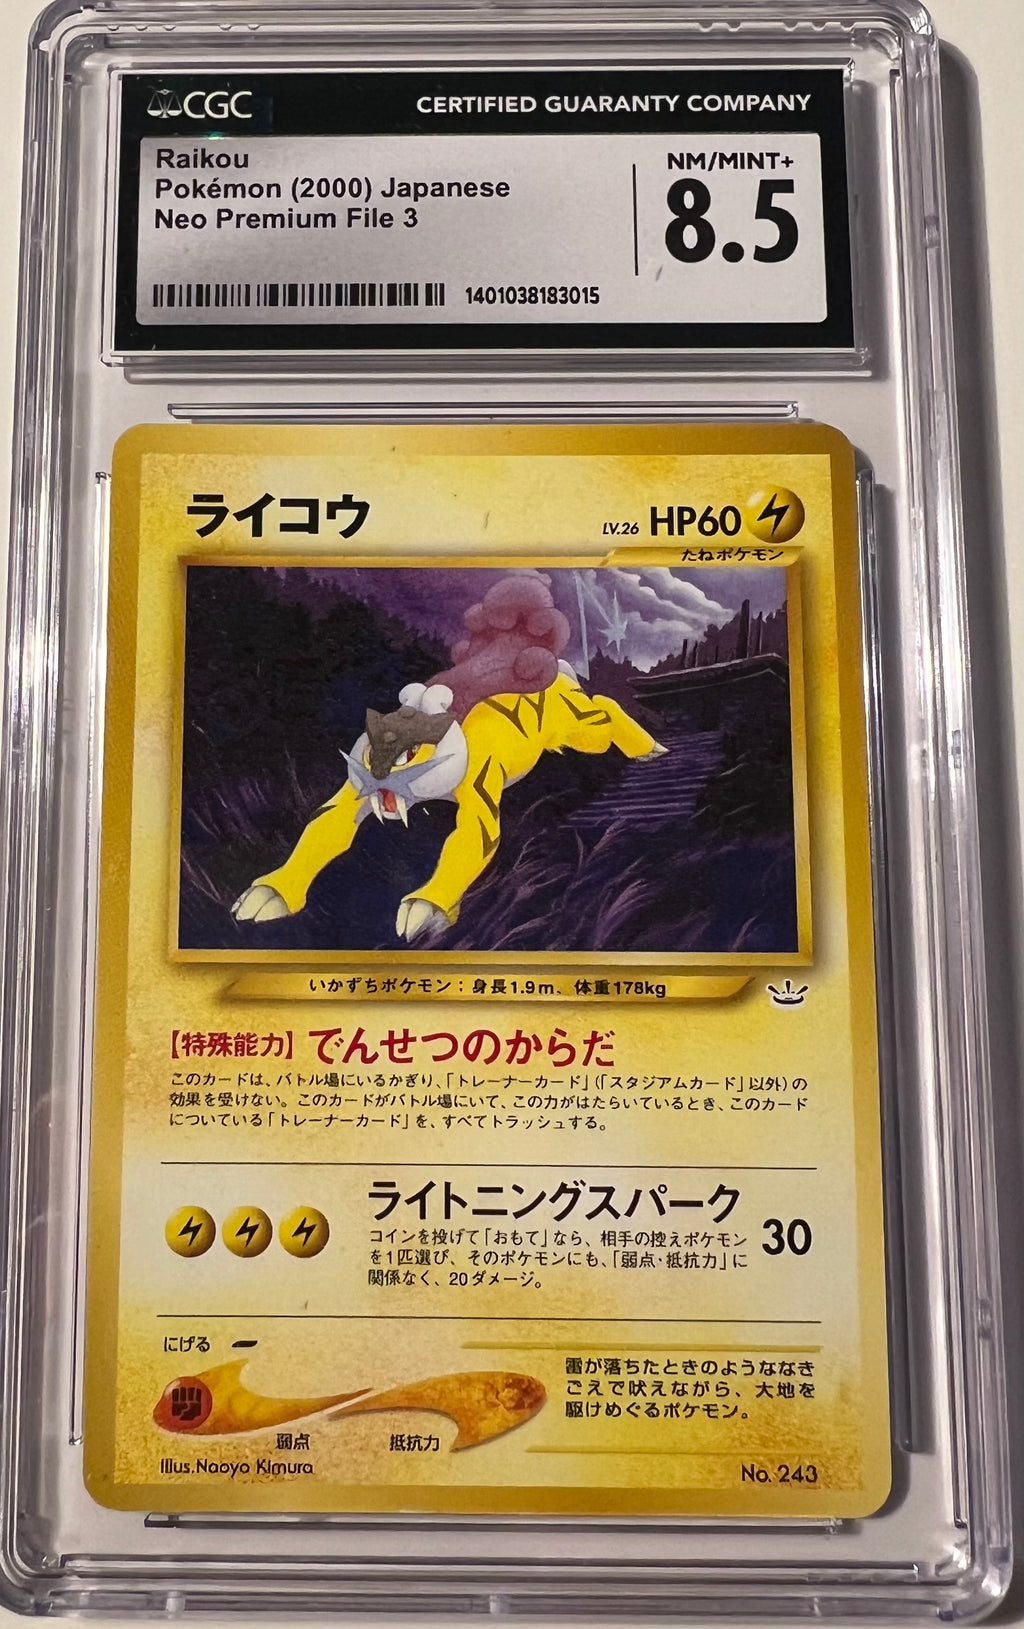 CGC CERTIFIED GUARANTY COMPANY
Raikou
Pokémon (2000) Japanese
Neo Premium File 3
NM/MINT+
8.5
1401038183015
ライコウ
LV.26 HP60
たねポケモン
いかずちポケモン：身長1.9m、体重178kg
【特殊能力】でんせつのからだ
このカードは、バトル場にいるかぎり、「トレーナーカード」(「スタジアムカード」以外)の
効果を受けない。このカードがバトル場にいて、この力がはたらいているとき、このカード
についている「トレーナーカード」を、すべてトラッシュする。
ライトニングスパーク
30
コインを投げて「おもて」なら、相手の控えポケモン
を1匹選び、そのポケモンにも、「弱点・抵抗力」に
関係なく、20ダメージ。
にげる
弱点
抵抗力
雷が落ちたときのようななき
ごえで吠えながら、大地を
駆けめぐるポケモン。
Illus.Naoyo Kimura
No. 243